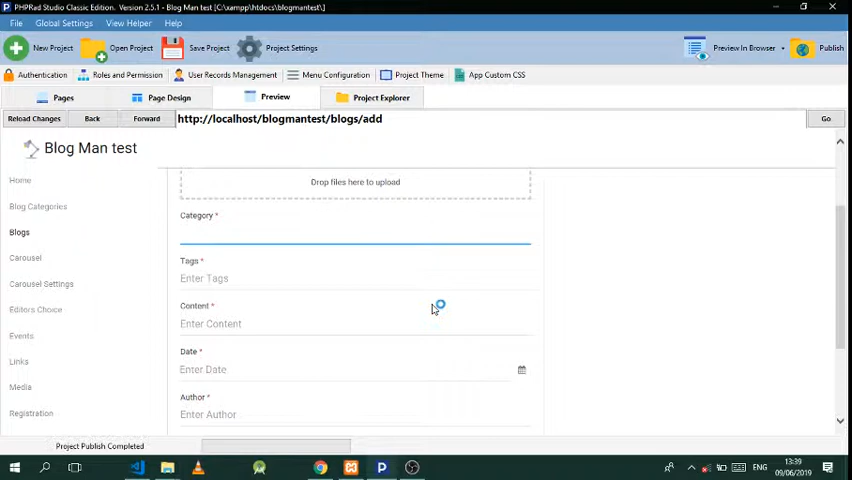 PHPRad Studio Classic Edition. Version 2.5.1 - Blog Man test [C:\xampp\htdocs\blogmantest\]
File Global Settings View Helper Help
New Project Open Project Save Project Project Settings Preview In Browser Publish
Authentication Roles and Permission User Records Management Menu Configuration Project Theme App Custom CSS
Pages Page Design Preview Project Explorer
Reload Changes Back Forward http://localhost/blogmantest/blogs/add Go
Blog Man test
Home
Blog Categories
Blogs
Carousel
Carousel Settings
Editors Choice
Events
Links
Media
Registration
Drop files here to upload
Category *
Tags *
Enter Tags
Content *
Enter Content
Date *
Enter Date
Author *
Enter Author
Project Publish Completed
ENG
13:39
09/06/2019